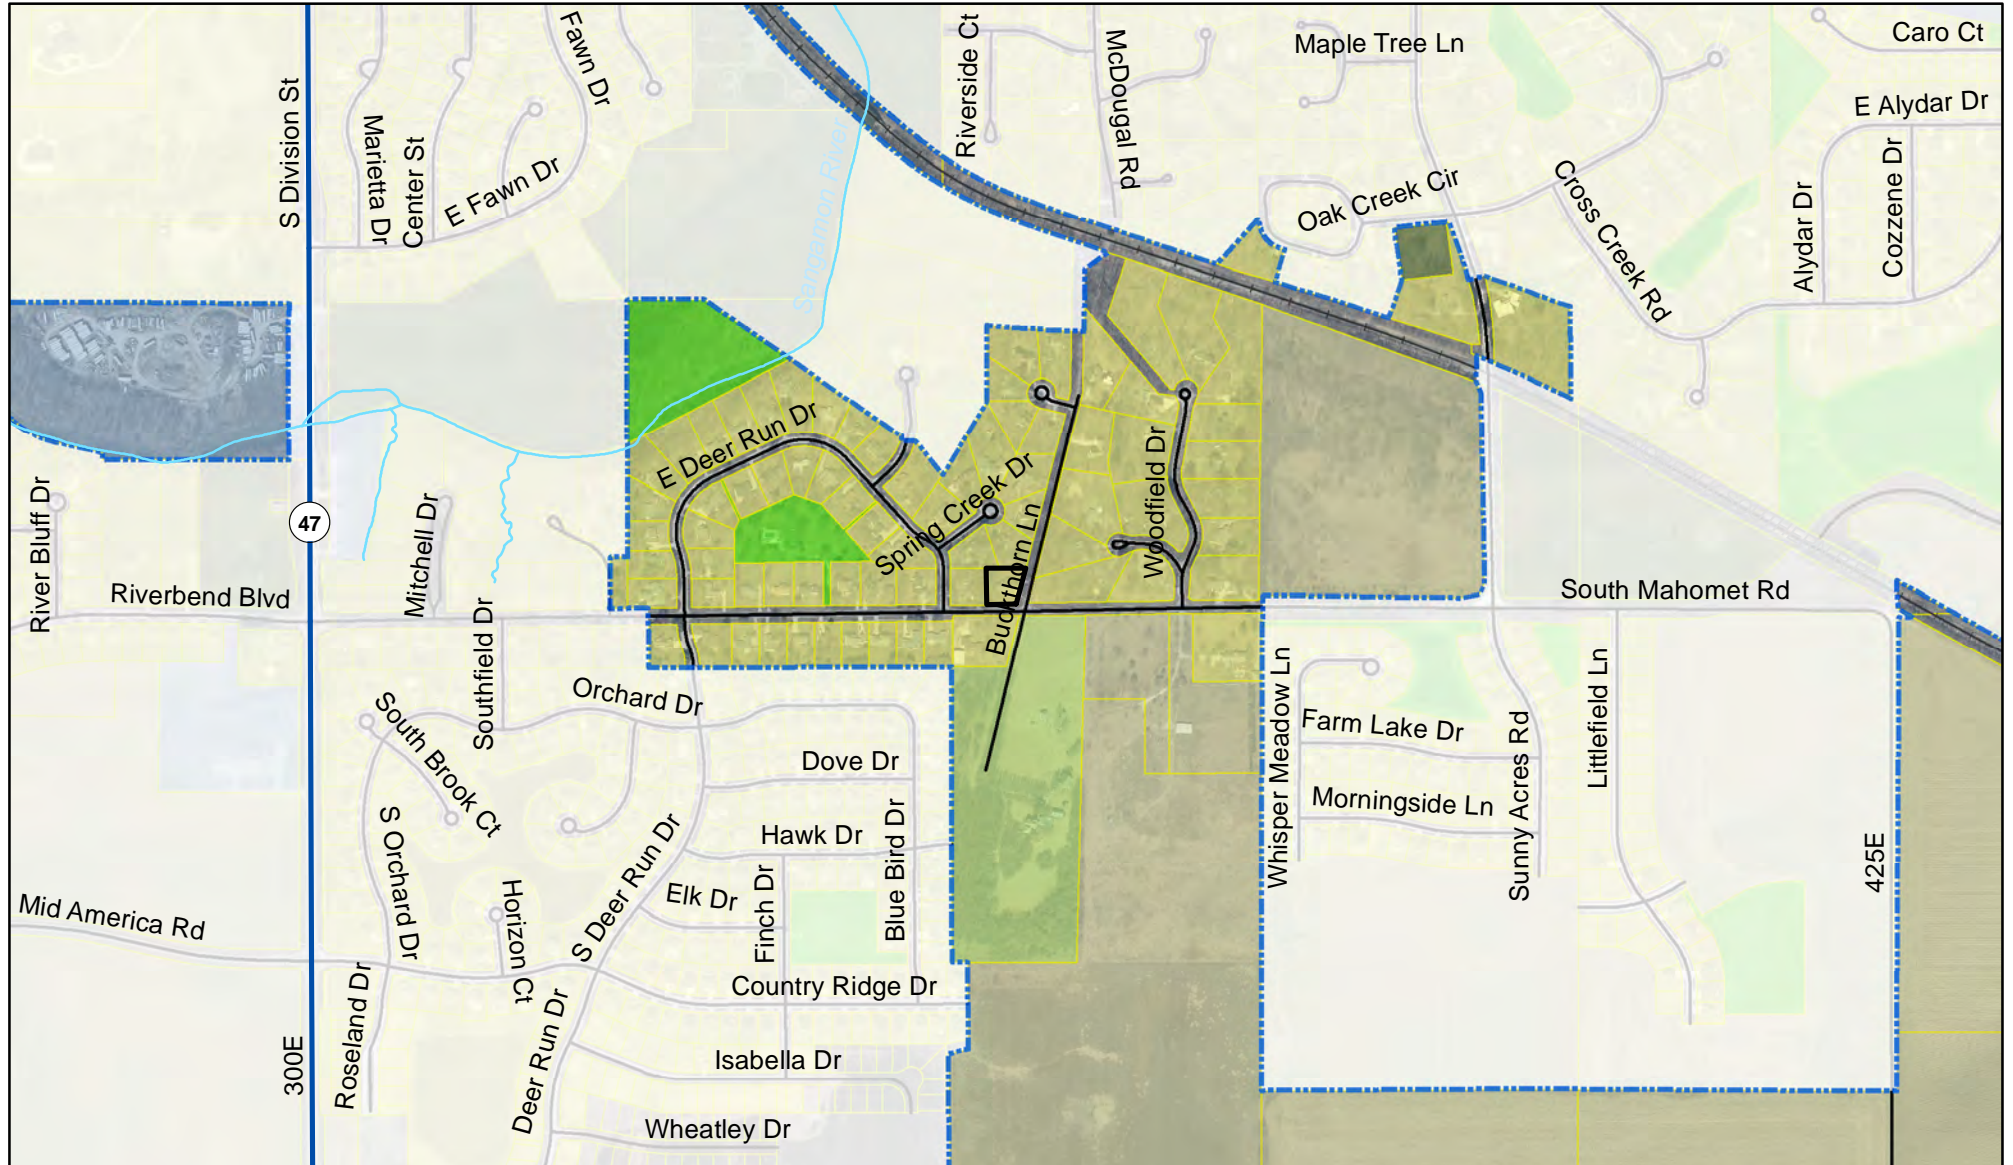 Caro Ct
Maple Tree Ln
Fawn Dr
Riverside Ct
McDougal Rd
E Alydar Dr
S Division St
Marietta Dr
Center St
E Fawn Dr
Sangamon River
Oak Creek Cir
Cross Creek Rd
Alydar Dr
Cozzene Dr
E Deer Run Dr
Spring Creek Dr
Buckthorn Ln
Woodfield Dr
47
River Bluff Dr
Riverbend Blvd
Mitchell Dr
Southfield Dr
South Mahomet Rd
Orchard Dr
South Brook Ct
Dove Dr
Whisper Meadow Ln
Farm Lake Dr
Morningside Ln
Sunny Acres Rd
Littlefield Ln
S Orchard Dr
Hawk Dr
Blue Bird Dr
425E
Mid America Rd
Horizon Ct
S Deer Run Dr
Elk Dr
Finch Dr
Country Ridge Dr
Roseland Dr
300E
Deer Run Dr
Isabella Dr
Wheatley Dr